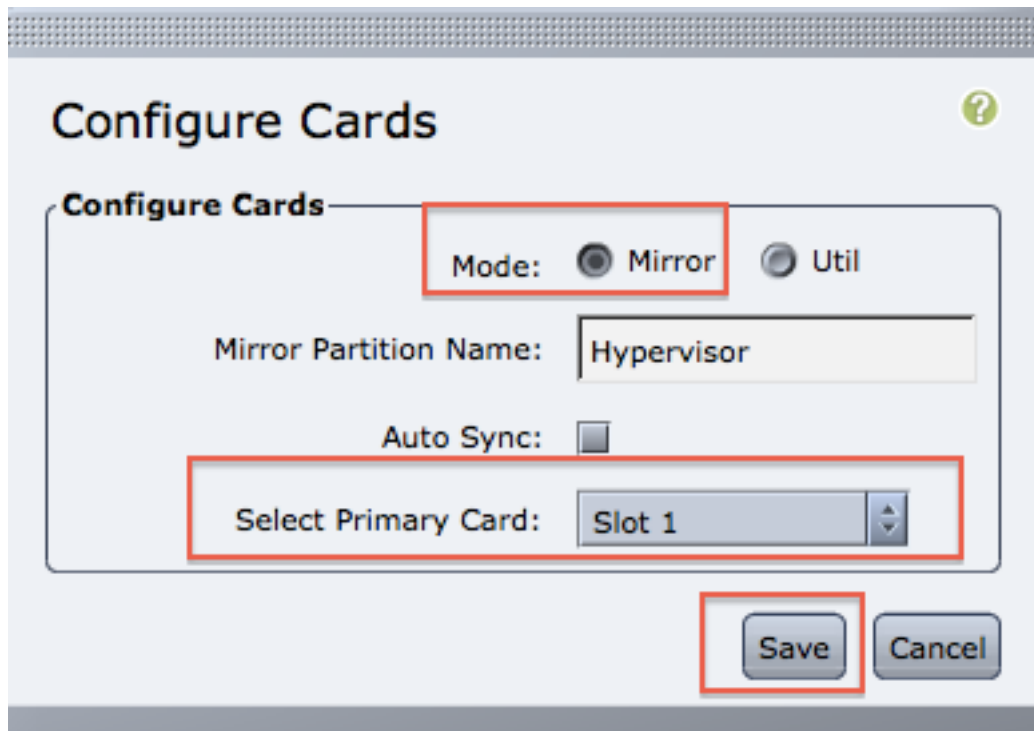 Configure Cards
?
Configure Cards
Mode: Mirror Util
Mirror Partition Name: Hypervisor
Auto Sync:
Select Primary Card: Slot 1
Save Cancel